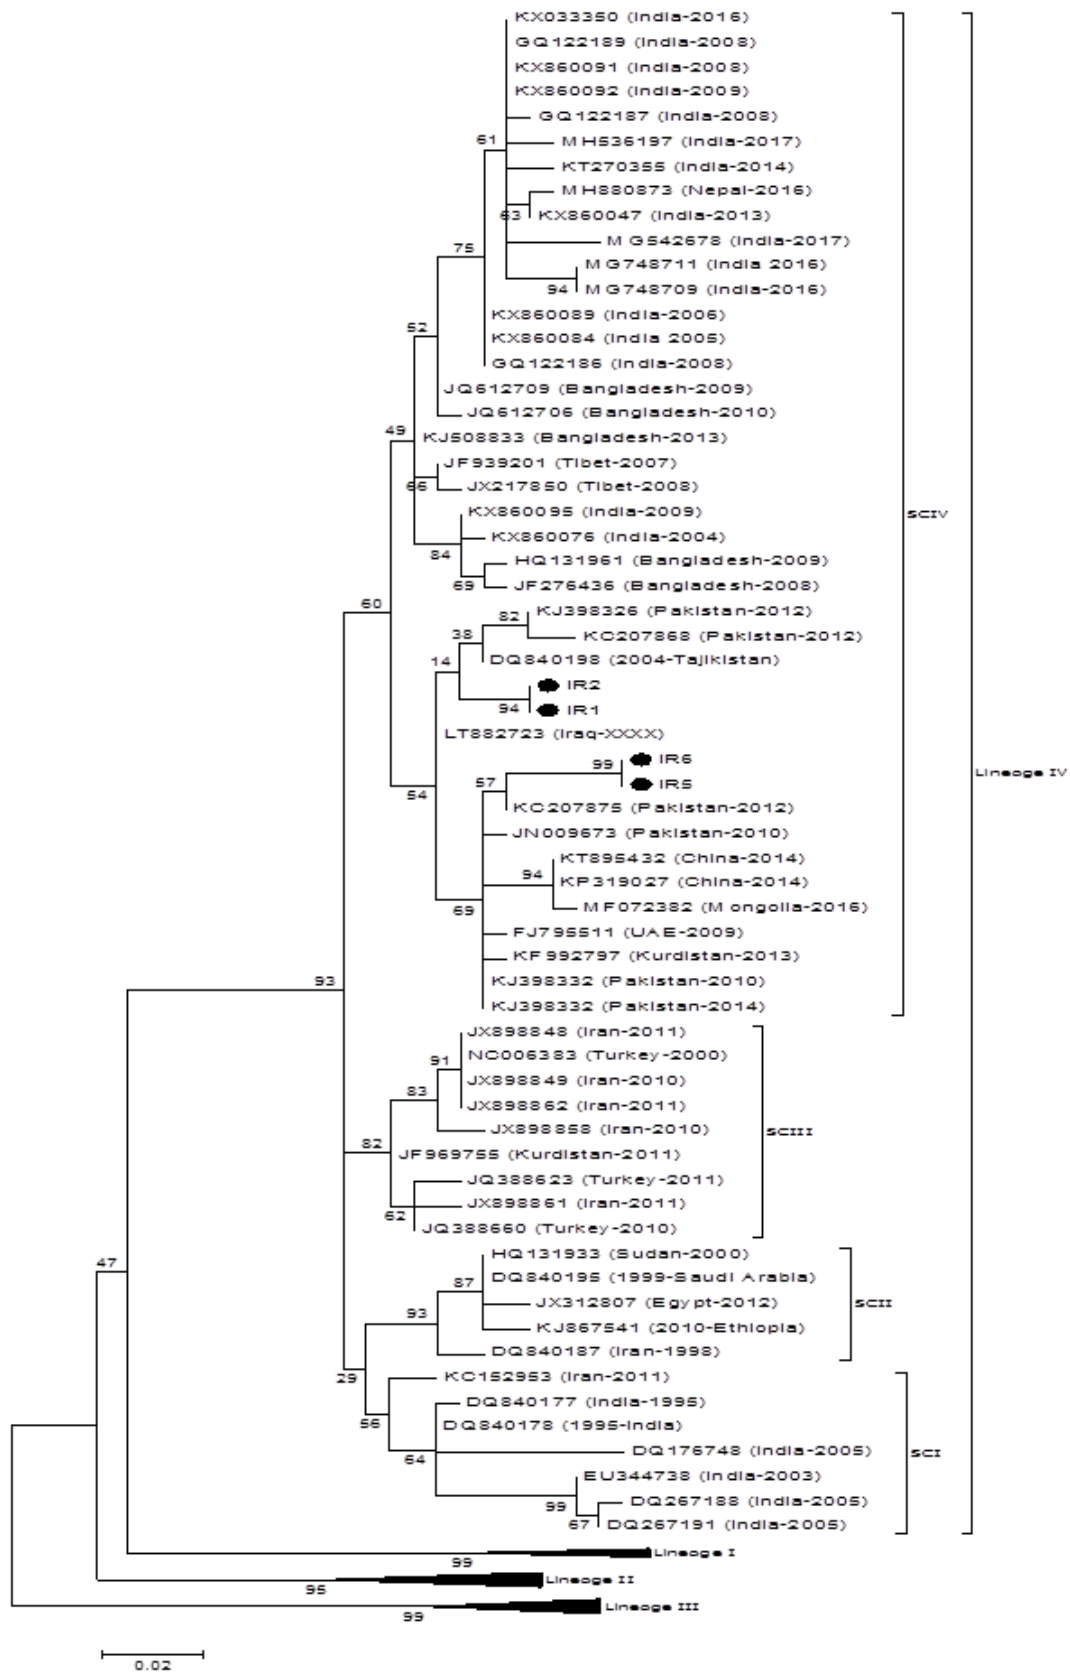 KX033350 (India-2016)
GQ122189 (India-2008)
KX860091 (India-2008)
KX860092 (India-2009)
GQ122187 (India-2008)
61
MH536197 (India-2017)
KT270355 (India-2014)
MH880873 (Nepal-2016)
63
KX860047 (India-2013)
MG542678 (India-2017)
75
MG748711 (India 2016)
94
MG748709 (India-2016)
KX860089 (India-2006)
52
KX860084 (India 2005)
GQ122186 (India-2008)
JQ612709 (Bangladesh-2009)
JQ612706 (Bangladesh-2010)
49
KJ508833 (Bangladesh-2013)
JF939201 (Tibet-2007)
66
JX217850 (Tibet-2008)
KX860095 (India-2009)
SCIV
KX860076 (India-2004)
84
HQ131961 (Bangladesh-2009)
69
JF276436 (Bangladesh-2008)
60
KJ398326 (Pakistan-2012)
82
38
KC207868 (Pakistan-2012)
14
DQ840198 (2004-Tajikistan)
IR2
94
IR1
LT882723 (Iraq-XXXX)
99
IR6
Lineage IV
57
IR5
54
KC207875 (Pakistan-2012)
JN009673 (Pakistan-2010)
KT895432 (China-2014)
94
KP319027 (China-2014)
69
MF072382 (Mongolia-2016)
FJ795511 (UAE-2009)
KF992797 (Kurdistan-2013)
93
KJ398332 (Pakistan-2010)
KJ398332 (Pakistan-2014)
JX898848 (Iran-2011)
91
NC006383 (Turkey-2000)
83
JX898849 (Iran-2010)
JX898862 (Iran-2011)
JX898858 (Iran-2010)
SCIII
82
JF969755 (Kurdistan-2011)
JQ388623 (Turkey-2011)
JX898861 (Iran-2011)
62
JQ388660 (Turkey-2010)
47
HQ131933 (Sudan-2000)
87
DQ840195 (1999-Saudi Arabia)
93
JX312807 (Egypt-2012)
SCII
KJ867541 (2010-Ethiopia)
DQ840187 (Iran-1998)
29
KC152953 (Iran-2011)
DQ840177 (India-1995)
56
DQ840178 (1995-India)
64
DQ176748 (India-2005)
SCI
EU344738 (India-2003)
99
DQ267188 (India-2005)
67
DQ267191 (India-2005)
99
Lineage I
95
Lineage II
99
Lineage III
0.02